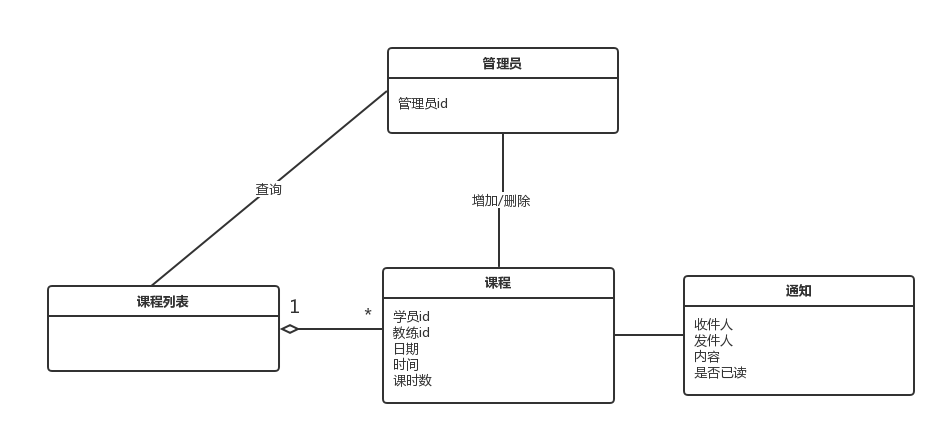 管理员
管理员id
查询
增加/删除
课程列表
1
*
课程
学员id
教练id
日期
时间
课时数
通知
收件人
发件人
内容
是否已读